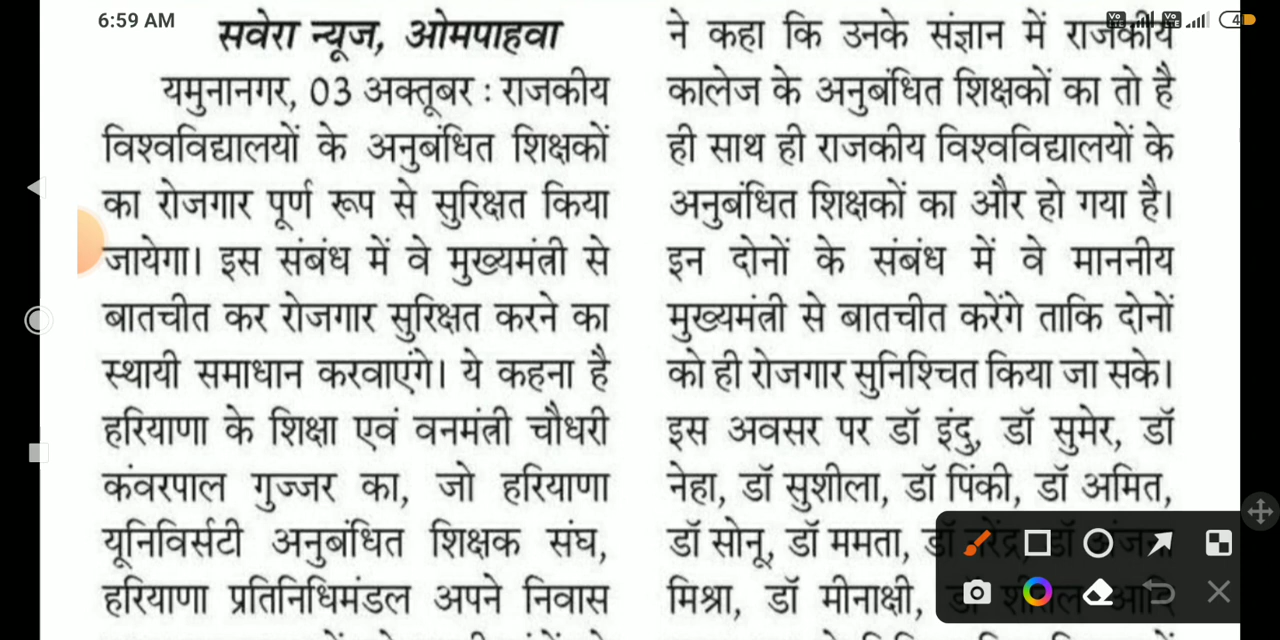 6:59 AM
सवेरा न्यूज, ओमपाहवा
यमुनानगर, 03 अक्तूबर : राजकीय
विश्वविद्यालयों के अनुबंधित शिक्षकों
का रोजगार पूर्ण रूप से सुरिक्षत किया
जायेगा। इस संबंध में वे मुख्यमंत्री से
बातचीत कर रोजगार सुरिक्षत करने का
स्थायी समाधान करवाएंगे। ये कहना है
हरियाणा के शिक्षा एवं वनमंत्री चौधरी
कंवरपाल गुज्जर का, जो हरियाणा
यूनिविर्सटी अनुबंधित शिक्षक संघ,
हरियाणा प्रतिनिधिमंडल अपने निवास
ने कहा कि उनके संज्ञान में राजकीय
कालेज के अनुबंधित शिक्षकों का तो है
ही साथ ही राजकीय विश्वविद्यालयों के
अनुबंधित शिक्षकों का और हो गया है।
इन दोनों के संबंध में वे माननीय
मुख्यमंत्री से बातचीत करेंगे ताकि दोनों
को ही रोजगार सुनिश्चित किया जा सके।
इस अवसर पर डॉ इंदु, डॉ सुमेर, डॉ
नेहा, डॉ सुशीला, डॉ पिंकी, डॉ अमित,
डॉ सोनू, डॉ ममता, डॉ
मिश्रा, डॉ मीनाक्षी,